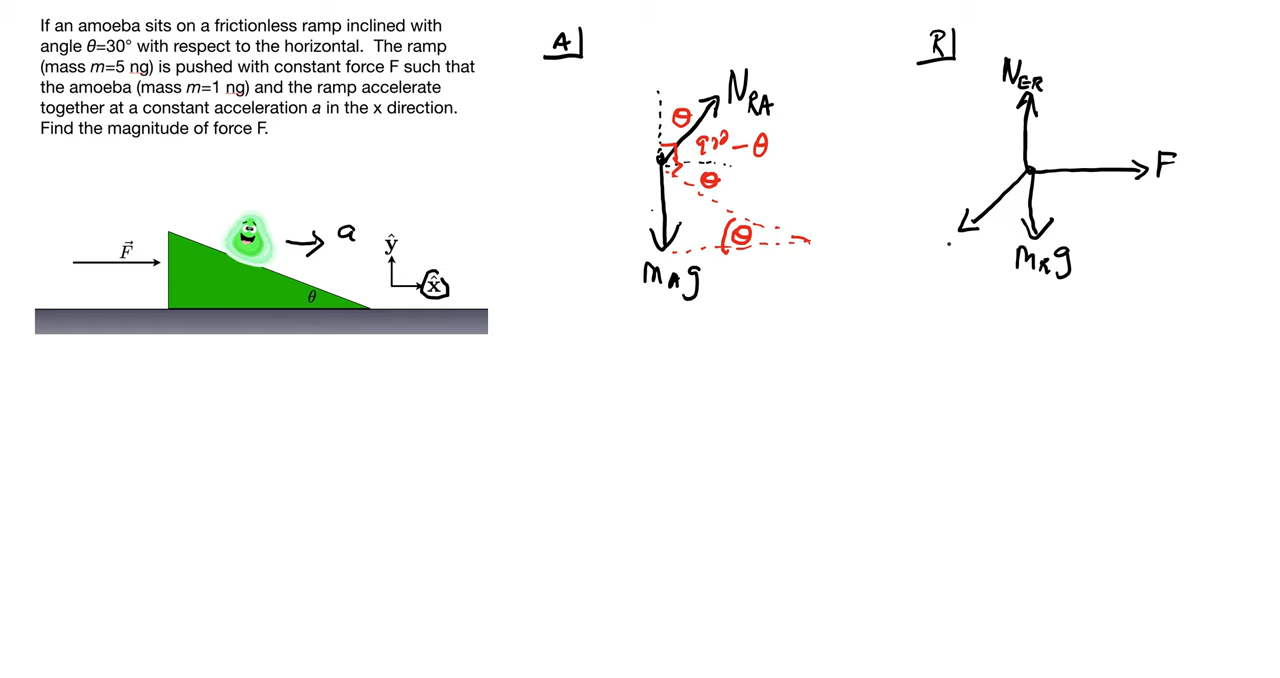 If an amoeba sits on a frictionless ramp inclined with
angle θ=30° with respect to the horizontal. The ramp
(mass m=5 ng) is pushed with constant force F such that
the amoeba (mass m=1 ng) and the ramp accelerate
together at a constant acceleration a in the x direction.
Find the magnitude of force F.
A
R
N_ER
N_RA
θ
90° - θ
F
θ
a
F⃗
ŷ
θ
x̂
m_A g
m_R g
θ